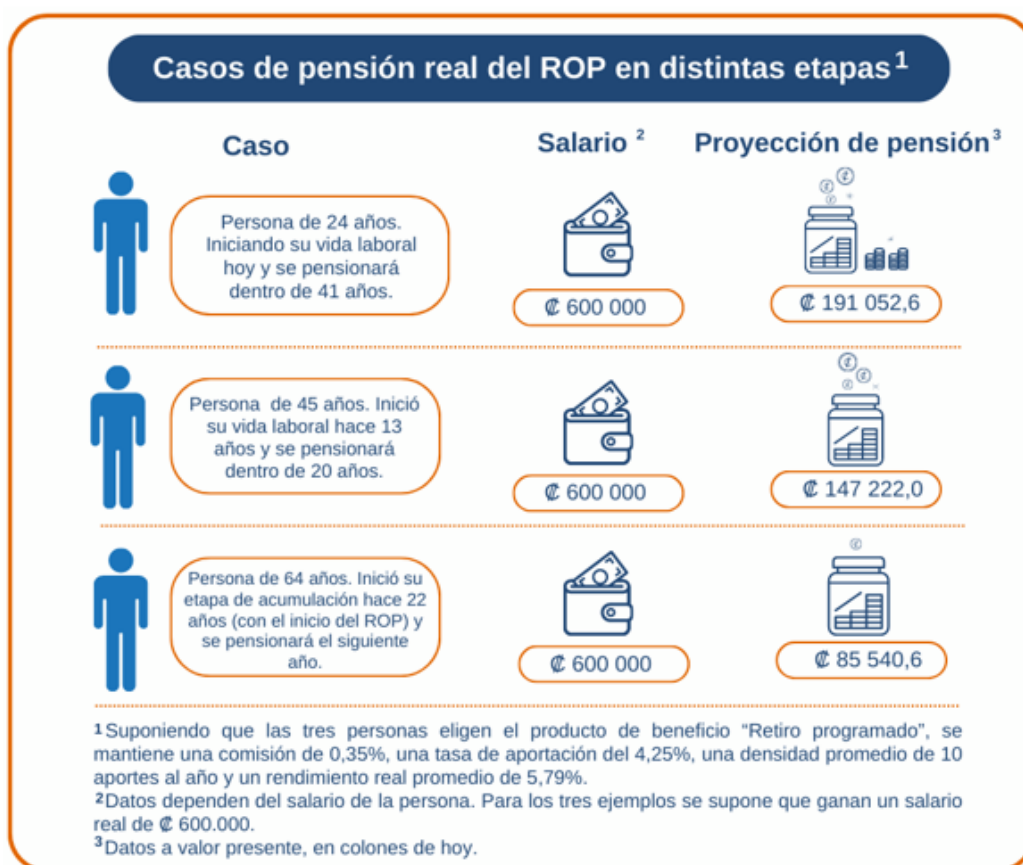 Casos de pensión real del ROP en distintas etapas¹
Caso
Salario ²
Proyección de pensión³
Persona de 24 años.
Iniciando su vida laboral
hoy y se pensionará
dentro de 41 años.
₡ 600 000
₡ 191 052,6
Persona de 45 años. Inició
su vida laboral hace 13
años y se pensionará
dentro de 20 años.
₡ 600 000
₡ 147 222,0
Persona de 64 años. Inició su
etapa de acumulación hace 22
años (con el inicio del ROP) y
se pensionará el siguiente
año.
₡ 600 000
₡ 85 540,6
¹Suponiendo que las tres personas eligen el producto de beneficio “Retiro programado”, se
mantiene una comisión de 0,35%, una tasa de aportación del 4,25%, una densidad promedio de 10
aportes al año y un rendimiento real promedio de 5,79%.
²Datos dependen del salario de la persona. Para los tres ejemplos se supone que ganan un salario
real de ₡ 600.000.
³Datos a valor presente, en colones de hoy.